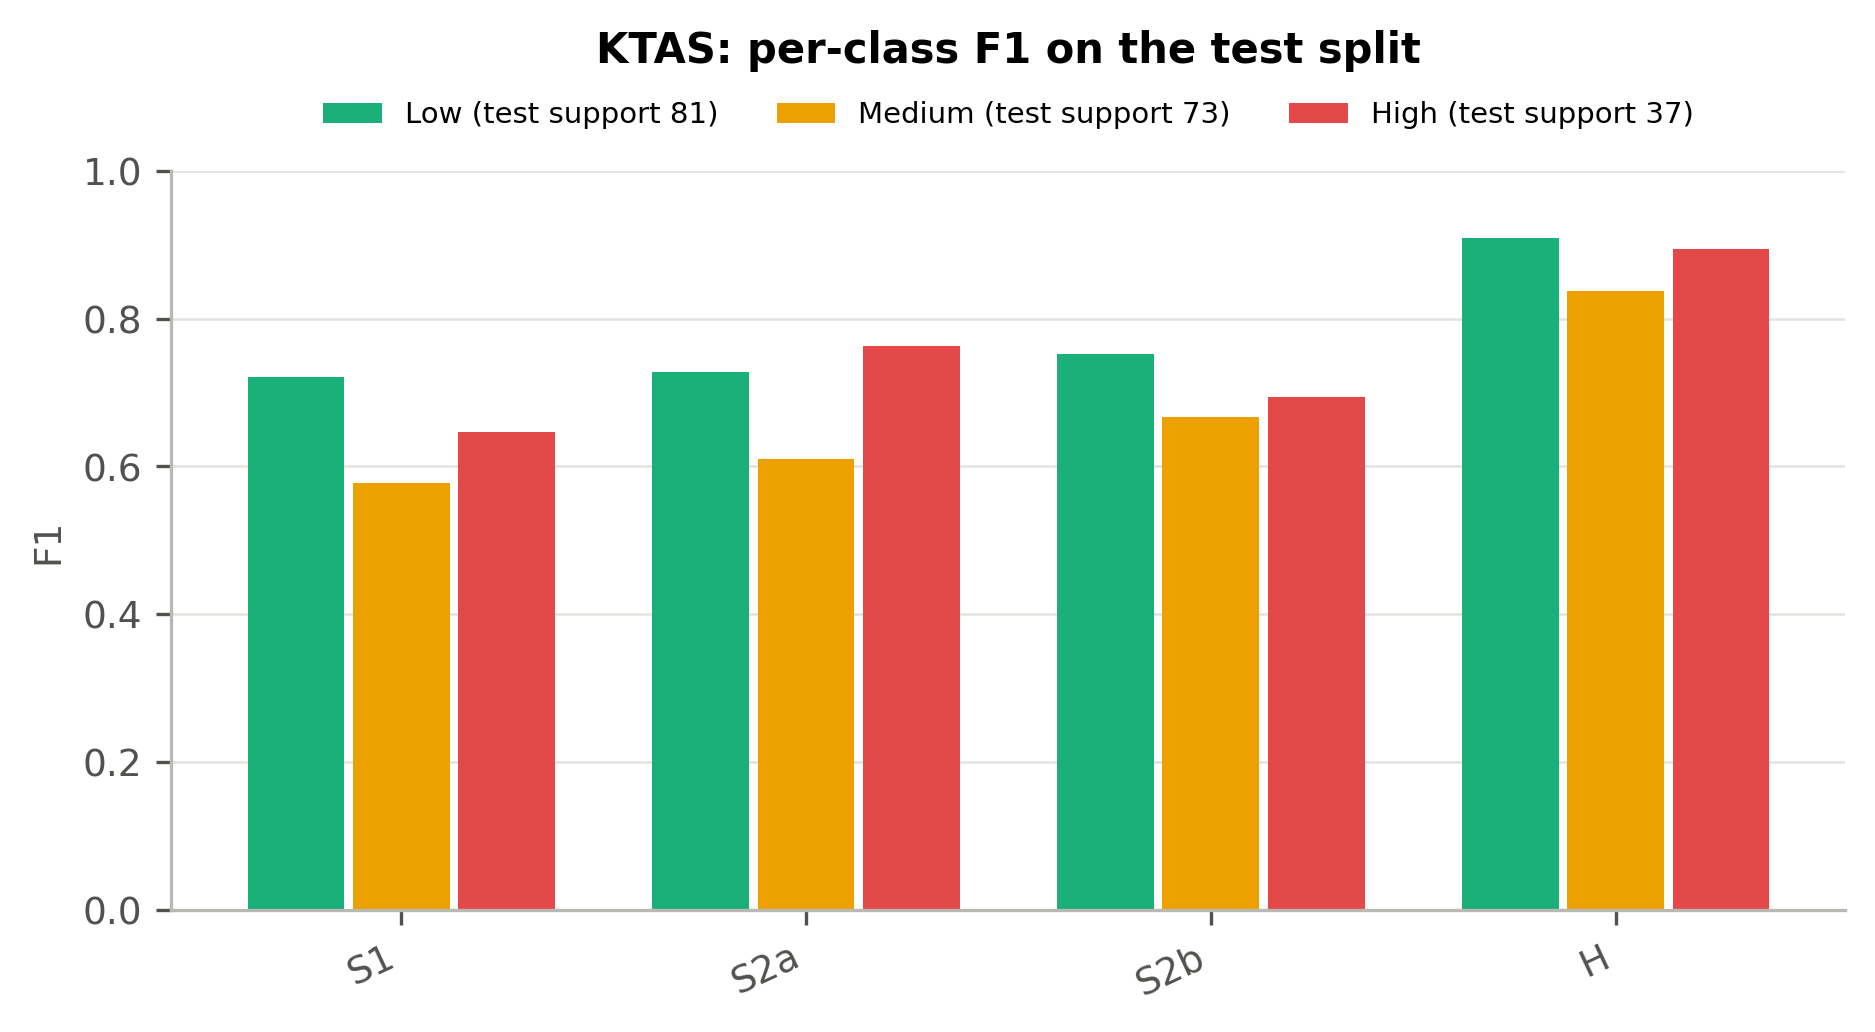 KTAS: per-class F1 on the test split
Low (test support 81)
Medium (test support 73)
High (test support 37)
1.0
0.8
0.6
0.4
0.2
0.0
F1
S1
S2a
S2b
H